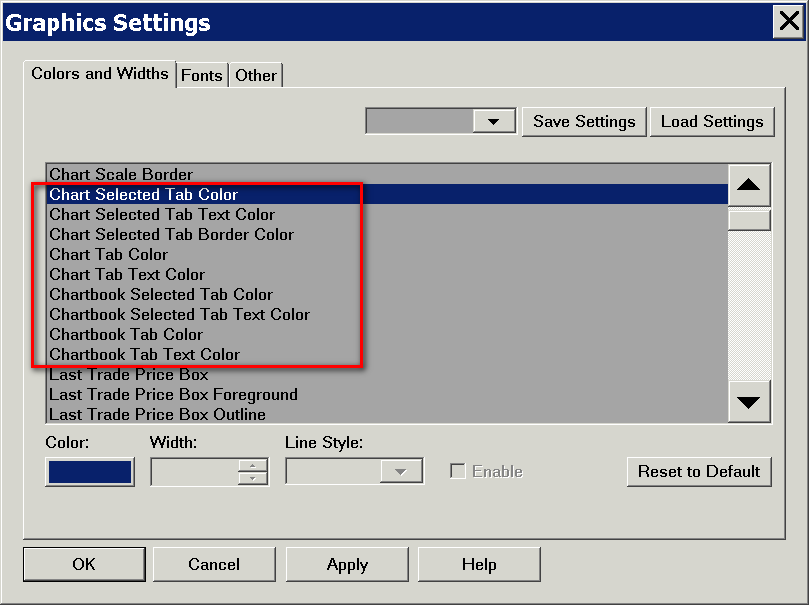 Graphics Settings
Colors and Widths Fonts Other
Save Settings Load Settings
Chart Scale Border
Chart Selected Tab Color
Chart Selected Tab Text Color
Chart Selected Tab Border Color
Chart Tab Color
Chart Tab Text Color
Chartbook Selected Tab Color
Chartbook Selected Tab Text Color
Chartbook Tab Color
Chartbook Tab Text Color
Last Trade Price Box
Last Trade Price Box Foreground
Last Trade Price Box Outline
Color: Width: Line Style:
Enable Reset to Default
OK Cancel Apply Help